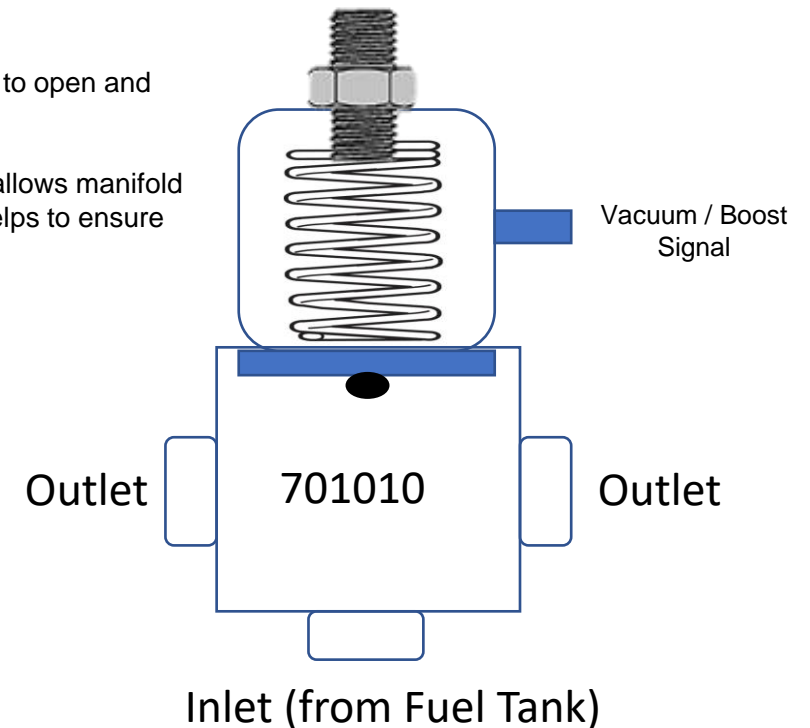 to open and
allows manifold
elps to ensure
Vacuum / Boost
Signal
Outlet
701010
Outlet
Inlet (from Fuel Tank)